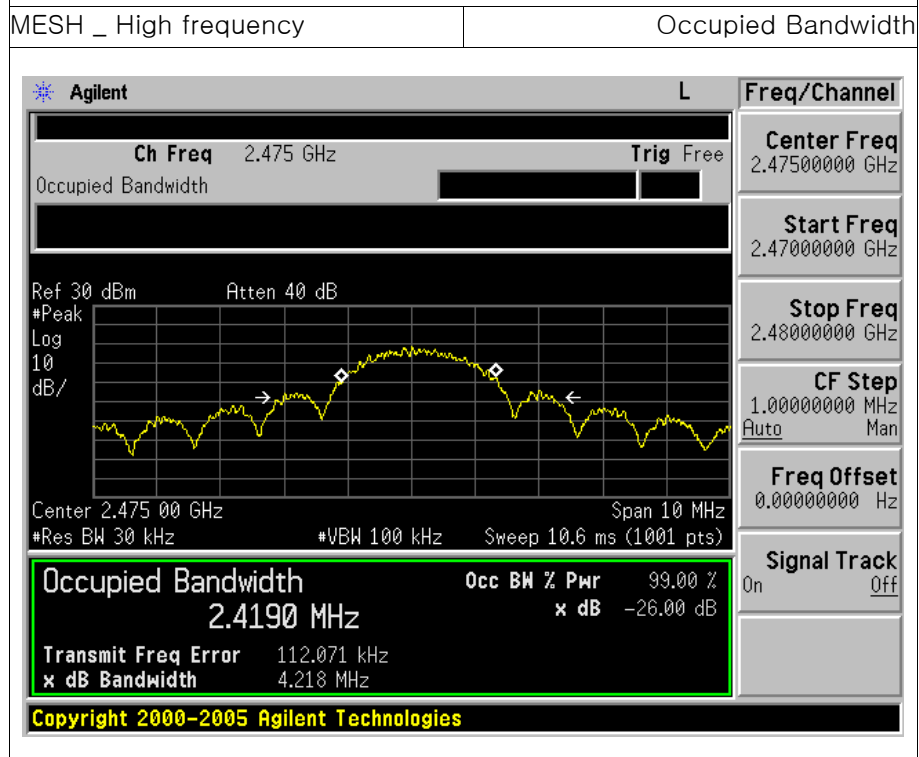 MESH _ High frequency Occupied Bandwidth
Agilent L Freq/Channel
Ch Freq 2.475 GHz Trig Free
Occupied Bandwidth
Center Freq
2.47500000 GHz
Start Freq
2.47000000 GHz
Stop Freq
2.48000000 GHz
CF Step
1.00000000 MHz
Auto Man
Freq Offset
0.00000000 Hz
Signal Track
On Off
Ref 30 dBm Atten 40 dB
#Peak
Log
10
dB/
Center 2.475 00 GHz Span 10 MHz
#Res BW 30 kHz #VBW 100 kHz Sweep 10.6 ms (1001 pts)
Occupied Bandwidth Occ BW % Pwr 99.00 %
2.4190 MHz x dB -26.00 dB
Transmit Freq Error 112.071 kHz
x dB Bandwidth 4.218 MHz
Copyright 2000-2005 Agilent Technologies